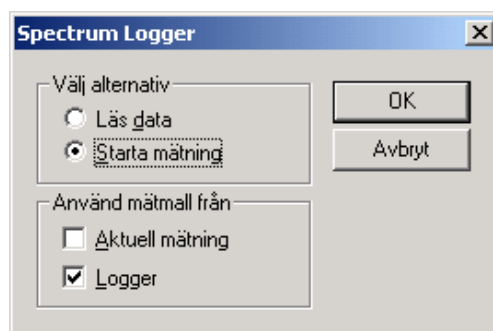 Spectrum Logger
Välj alternativ
Läs data
Starta mätning
OK
Avbryt
Använd mätmall från
Aktuell mätning
Logger